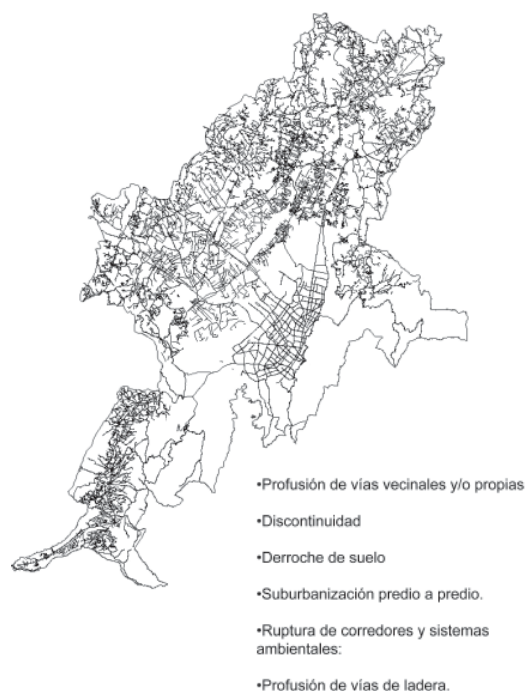 •Profusión de vías vecinales y/o propias
•Discontinuidad
•Derroche de suelo
•Suburbanización predio a predio.
•Ruptura de corredores y sistemas
ambientales:
•Profusión de vías de ladera.